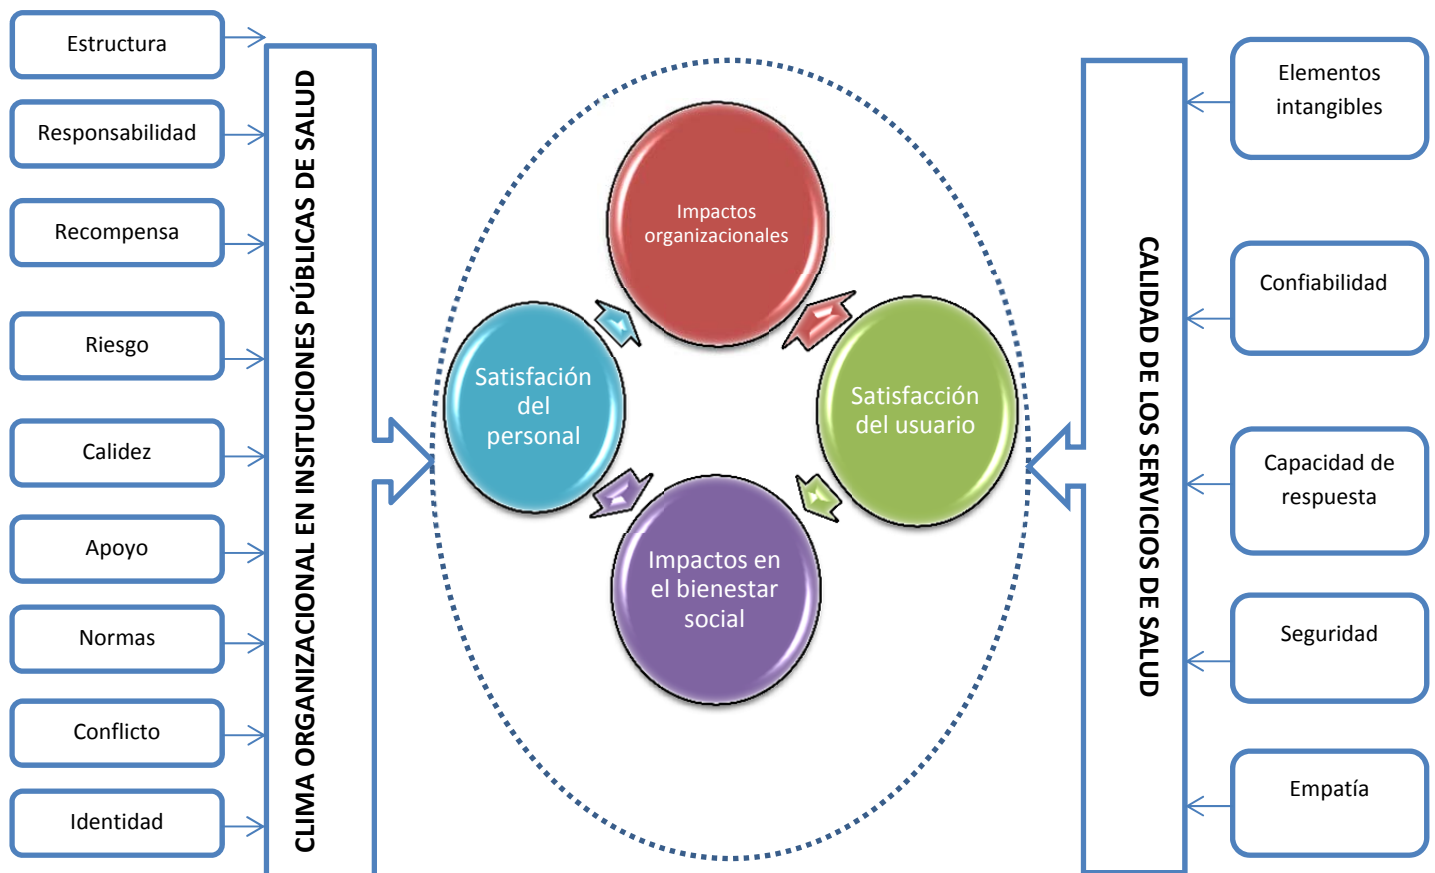 Estructura
Responsabilidad
Recompensa
Riesgo
Calidez
Apoyo
Normas
Conflicto
Identidad
CLIMA ORGANIZACIONAL EN INSITUCIONES PÚBLICAS DE SALUD
Impactos
organizacionales
Satisfación
del
personal
Satisfacción
del usuario
Impactos en
el bienestar
social
CALIDAD DE LOS SERVICIOS DE SALUD
Elementos
intangibles
Confiabilidad
Capacidad de
respuesta
Seguridad
Empatía